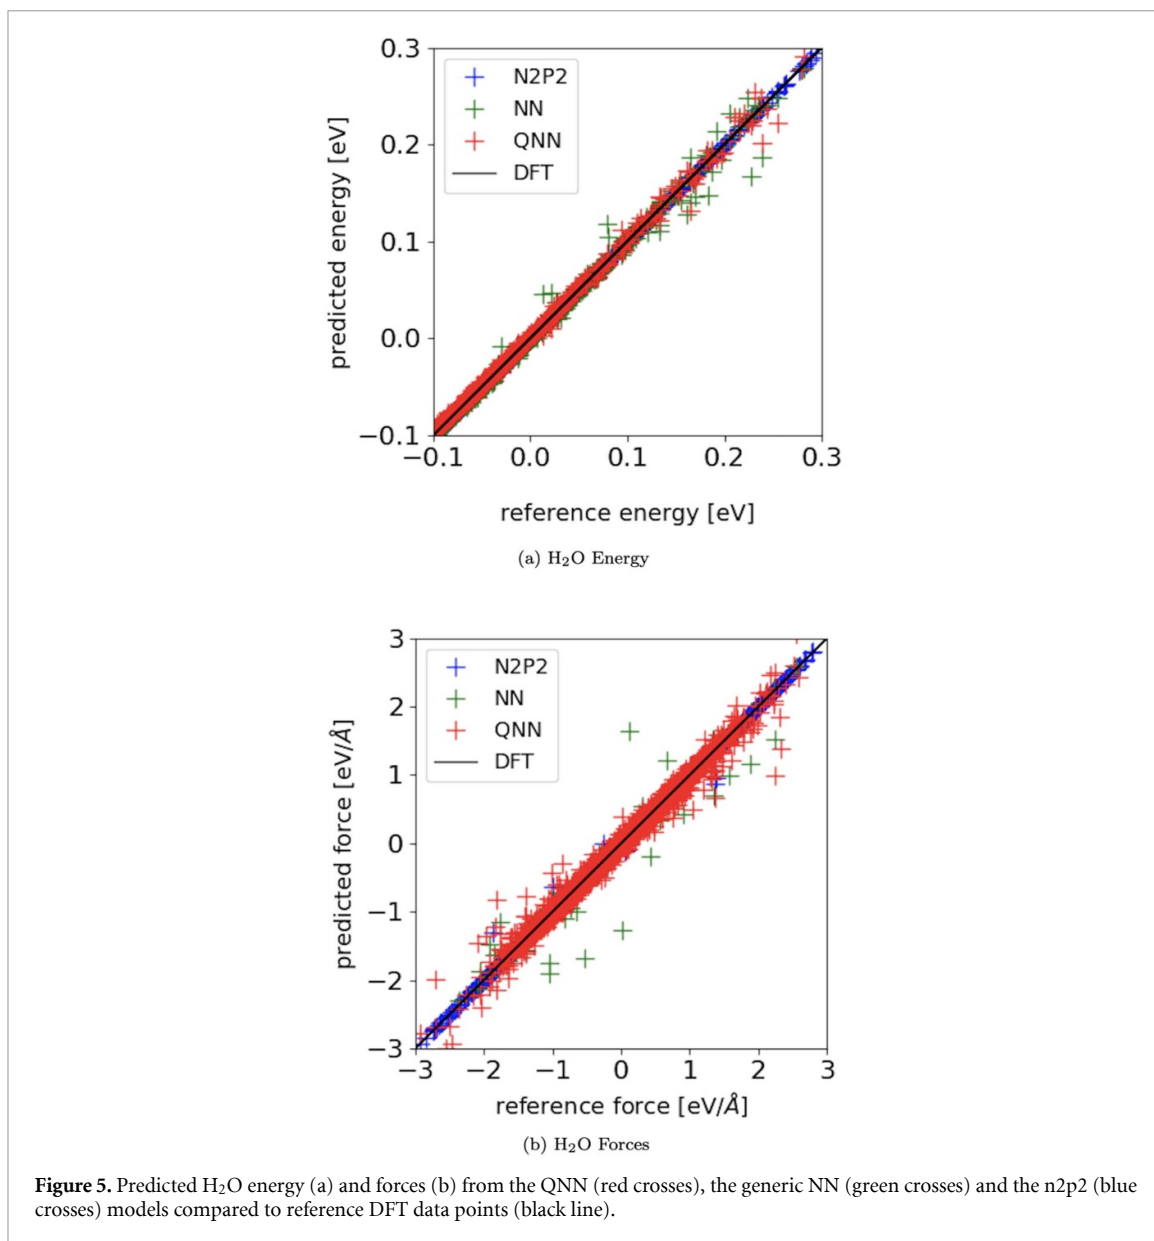 0.3
0.2
0.1
0.0
−0.1
predicted energy [eV]
N2P2
NN
QNN
DFT
−0.1 0.0 0.1 0.2 0.3
reference energy [eV]
(a) H₂O Energy
3
2
1
0
−1
−2
−3
predicted force [eV/Å]
N2P2
NN
QNN
DFT
−3 −2 −1 0 1 2 3
reference force [eV/Å]
(b) H₂O Forces
Figure 5. Predicted H₂O energy (a) and forces (b) from the QNN (red crosses), the generic NN (green crosses) and the n2p2 (blue
crosses) models compared to reference DFT data points (black line).